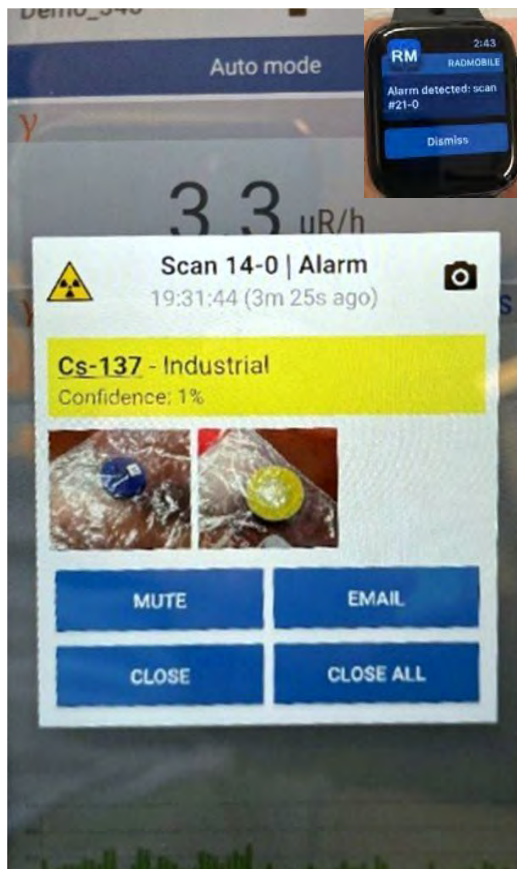 Demo_340
Auto mode
γ
3.3 uR/h
Scan 14-0 | Alarm
19:31:44 (3m 25s ago)
Cs-137 - Industrial
Confidence: 1%
MUTE
EMAIL
CLOSE
CLOSE ALL
2:43
RM
RADMOBILE
Alarm detected: scan
#21-0
Dismiss